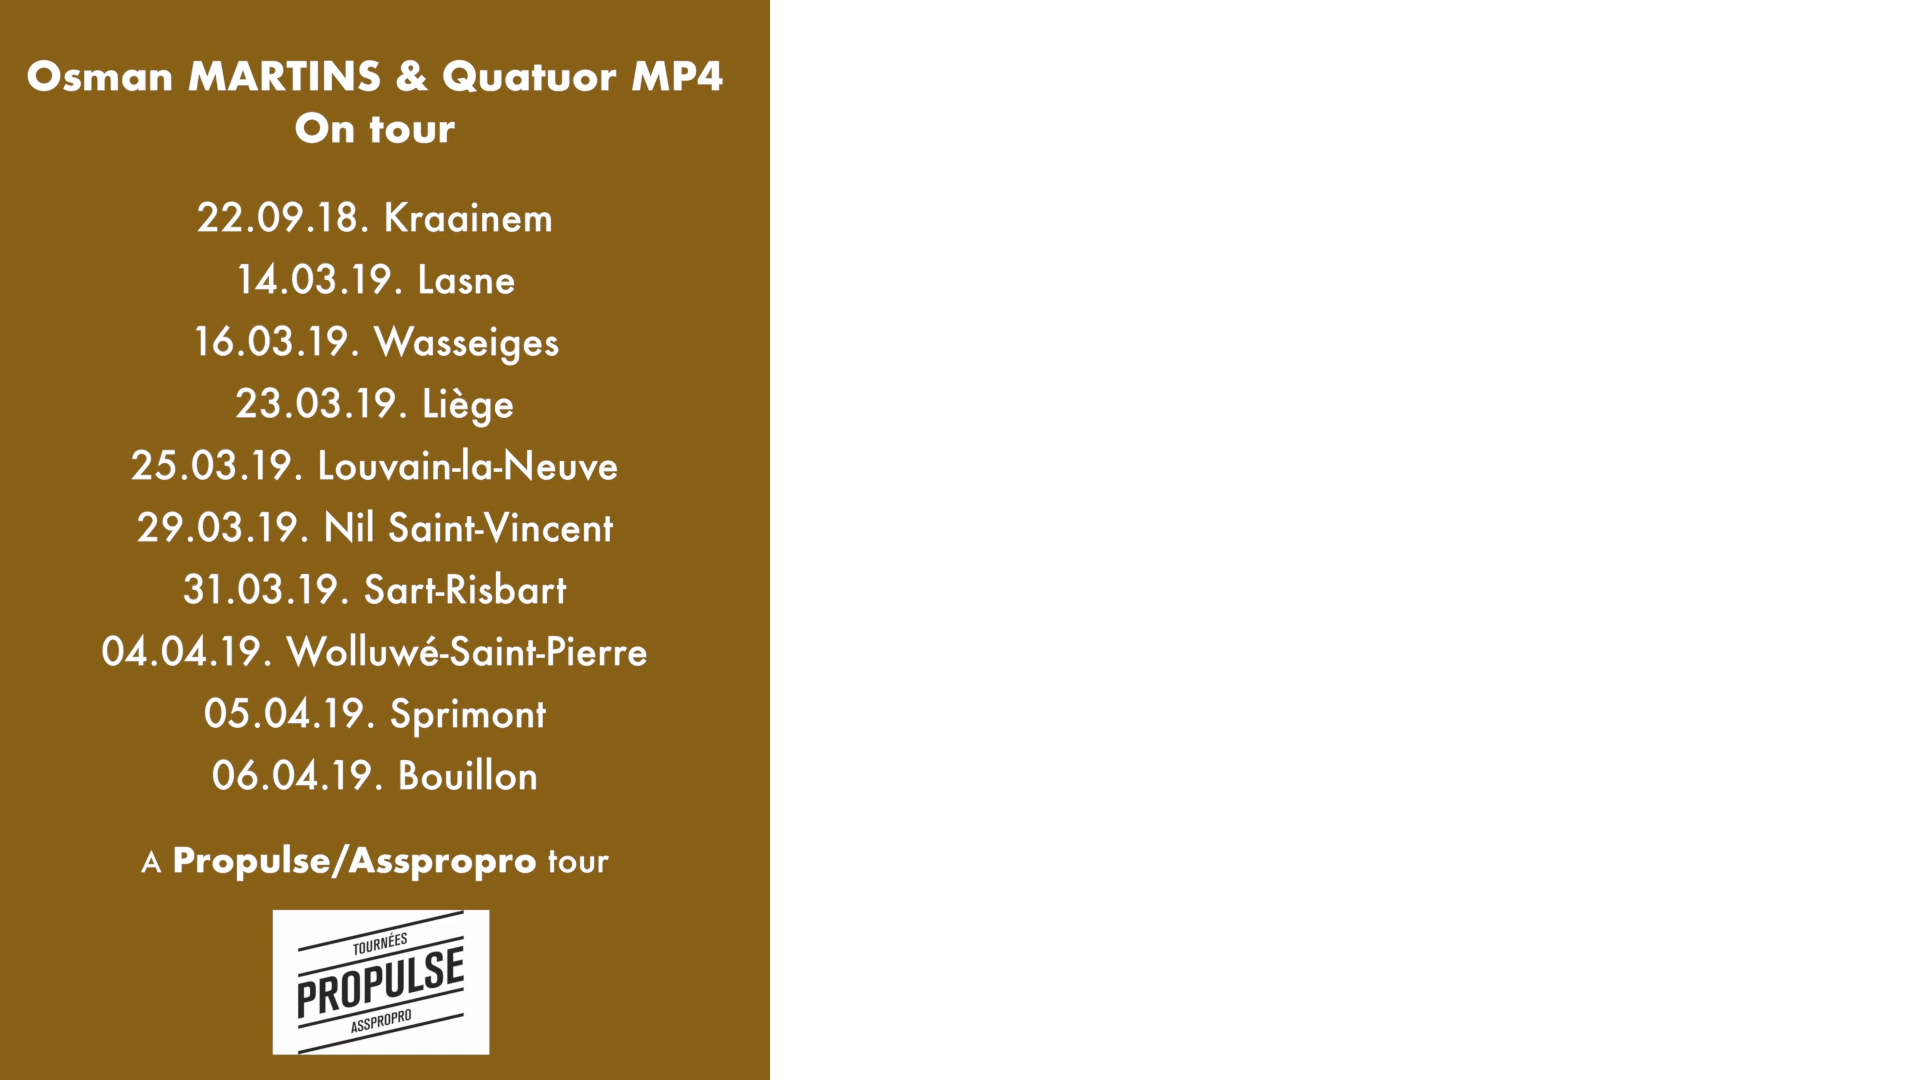 Osman MARTINS & Quatuor MP4
On tour
22.09.18. Kraainem
14.03.19. Lasne
16.03.19. Wasseiges
23.03.19. Liège
25.03.19. Louvain-la-Neuve
29.03.19. Nil Saint-Vincent
31.03.19. Sart-Risbart
04.04.19. Wolluwé-Saint-Pierre
05.04.19. Sprimont
06.04.19. Bouillon
A Propulse/Asspropro tour
TOURNÉES
PROPULSE
ASSPROPRO